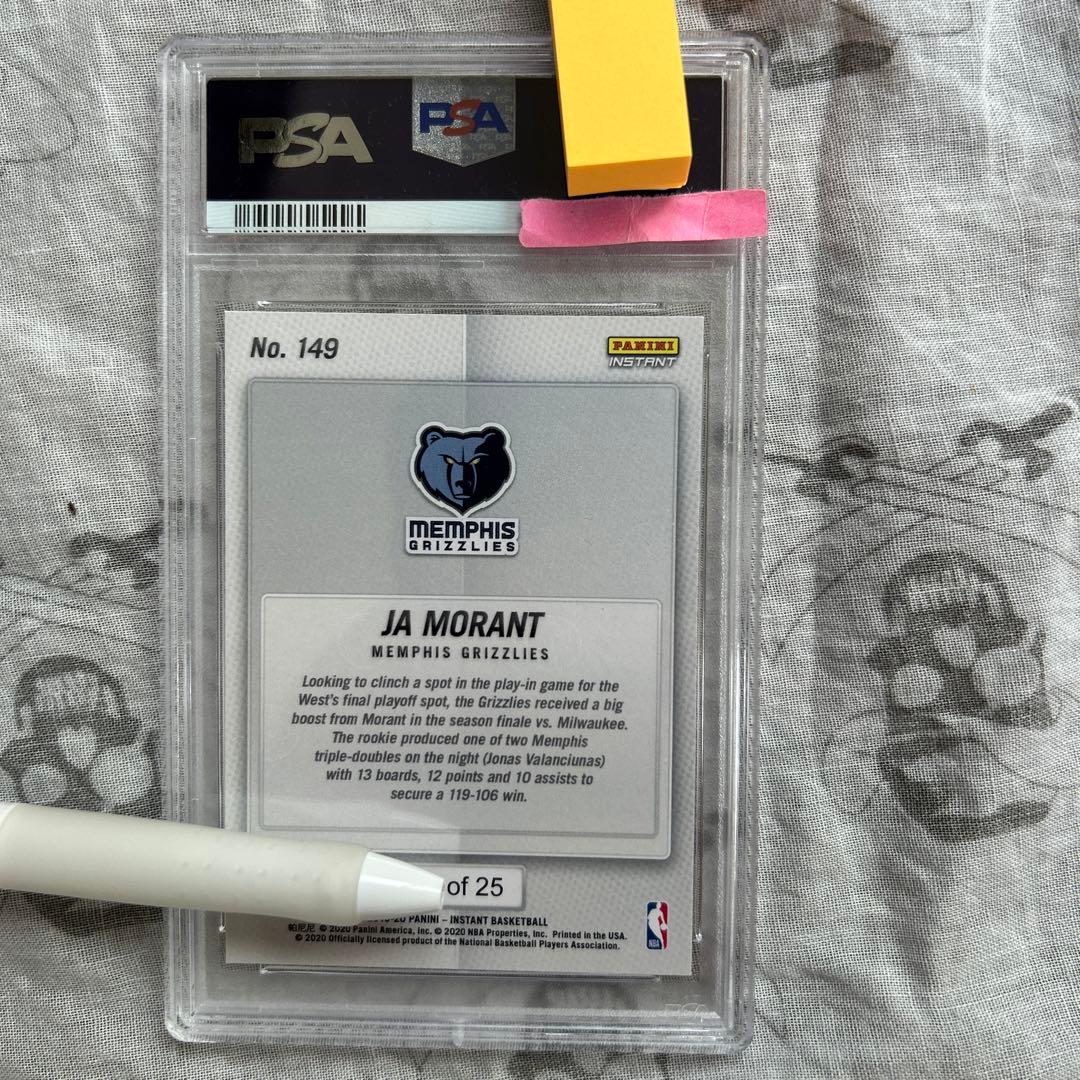 PSA
PSA
No. 149
PANINI
INSTANT
MEMPHIS
GRIZZLIES
JA MORANT
MEMPHIS GRIZZLIES
Looking to clinch a spot in the play-in game for the
West's final playoff spot, the Grizzlies received a big
boost from Morant in the season finale vs. Milwaukee.
The rookie produced one of two Memphis
triple-doubles on the night (Jonas Valanciunas)
with 13 boards, 12 points and 10 assists to
secure a 119-106 win.
of 25
PANINI – INSTANT BASKETBALL
帕尼尼 © 2020 Panini America, Inc. © 2020 NBA Properties, Inc. Printed in the USA.
© 2020 Officially licensed product of the National Basketball Players Association.
NBA